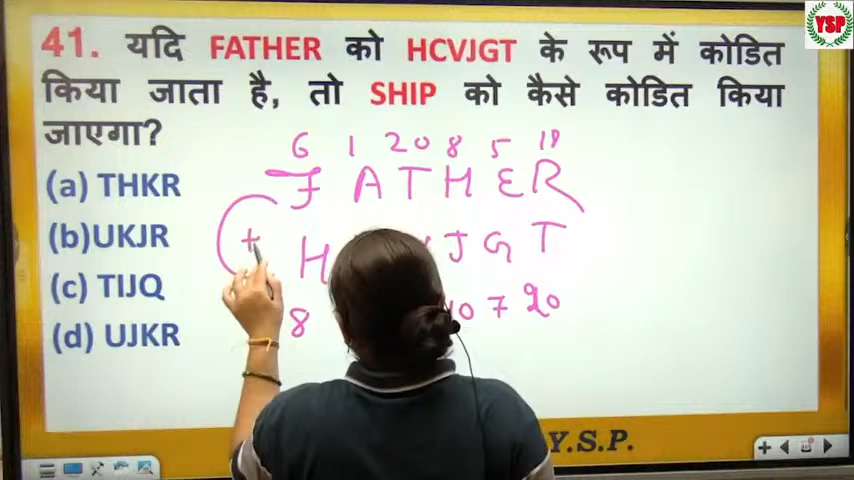 YSP
41. यदि FATHER को HCVJGT के रूप में कोडित
किया जाता है, तो SHIP को कैसे कोडित किया
जाएगा?
6 1 20 8 5 18
FATHER
(a) THKR
(b)UKJR
+ H J G T
(c) TIJQ
8 10 7 20
(d) UJKR
Y.S.P.